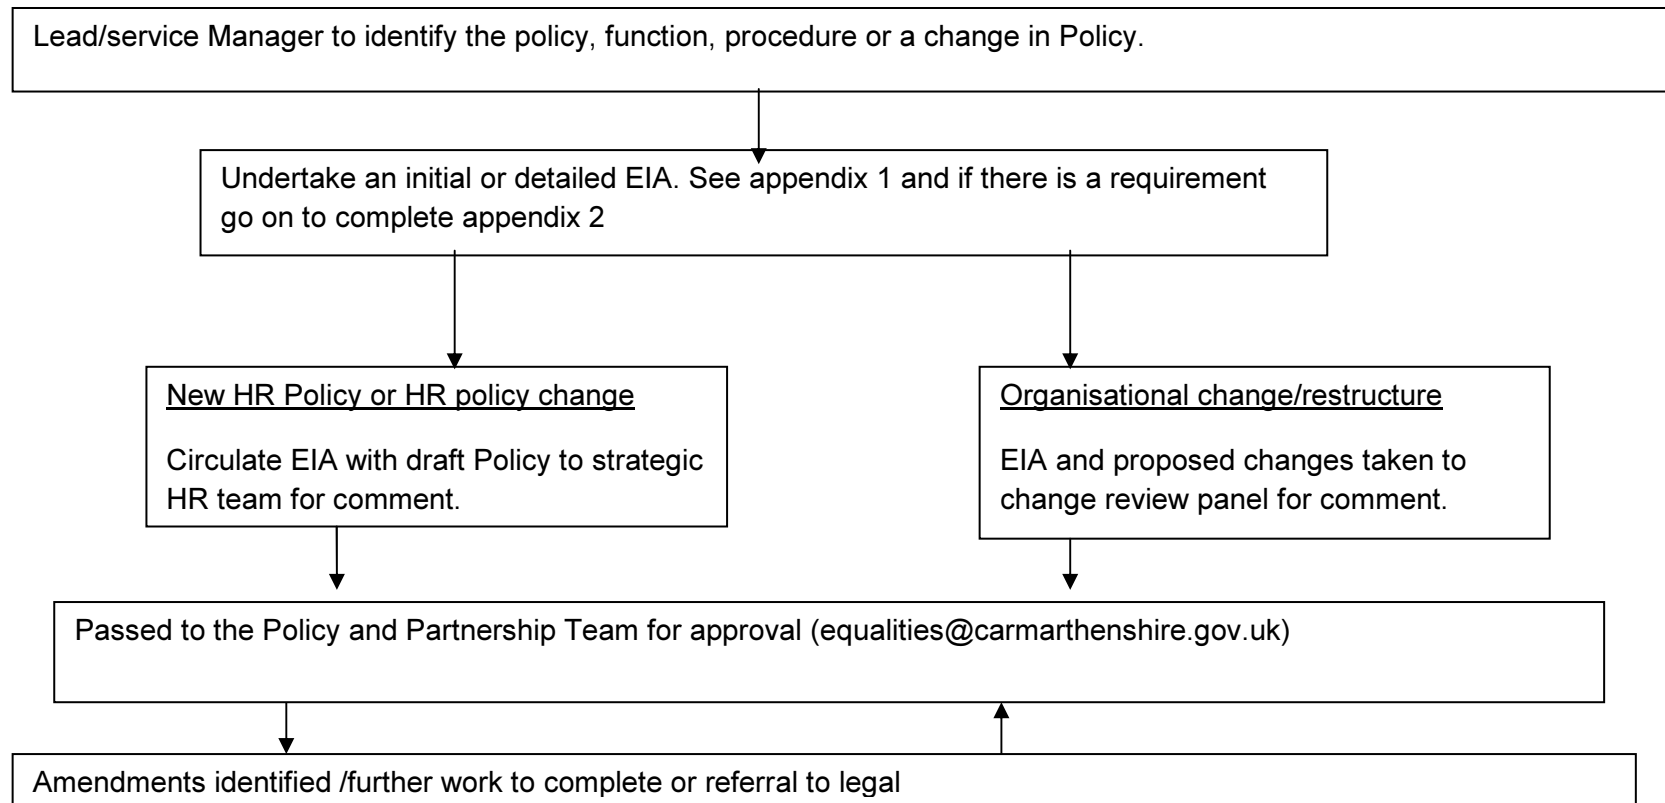 Lead/service Manager to identify the policy, function, procedure or a change in Policy.
Undertake an initial or detailed EIA. See appendix 1 and if there is a requirement
go on to complete appendix 2
New HR Policy or HR policy change
Circulate EIA with draft Policy to strategic
HR team for comment.
Organisational change/restructure
EIA and proposed changes taken to
change review panel for comment.
Passed to the Policy and Partnership Team for approval (equalities@carmarthenshire.gov.uk)
Amendments identified /further work to complete or referral to legal